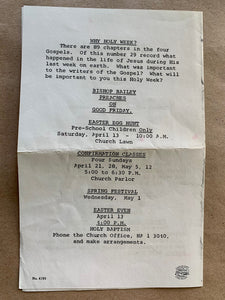 WHY HOLY WEEK?
There are 89 chapters in the four
Gospels. Of this number 29 record what
happened in the life of Jesus during His
last week on earth. What was important
to the writers of the Gospel? What will
be important to you this Holy Week?
BISHOP BAILEY
PREACHES
ON
GOOD FRIDAY.
EASTER EGG HUNT
Pre-School Children Only
Saturday, April 13 - 10:00 A.M.
Church Lawn
CONFIRMATION CLASSES
Four Sundays
April 21, 28, May 5, 12
5:00 to 6:30 P.M.
Church Parlor
SPRING FESTIVAL
Wednesday, May 1
EASTER EVEN
April 13
4:00 P.M.
HOLY BAPTISM
Phone the Church Office, NA 1 3040,
and make arrangements.